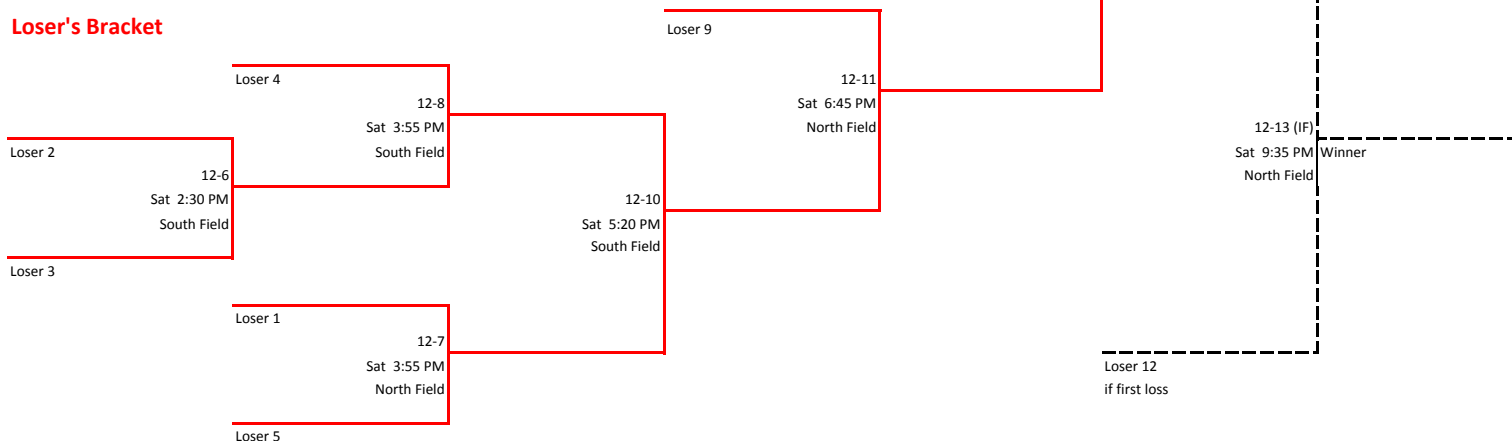 Loser's Bracket
Loser 9
Loser 4
12-11
Sat 6:45 PM
North Field
12-8
Sat 3:55 PM
South Field
Loser 2
12-6
Sat 2:30 PM
South Field
Loser 3
12-10
Sat 5:20 PM
South Field
12-13 (IF)
Sat 9:35 PM Winner
North Field
Loser 1
12-7
Sat 3:55 PM
North Field
Loser 5
Loser 12
if first loss